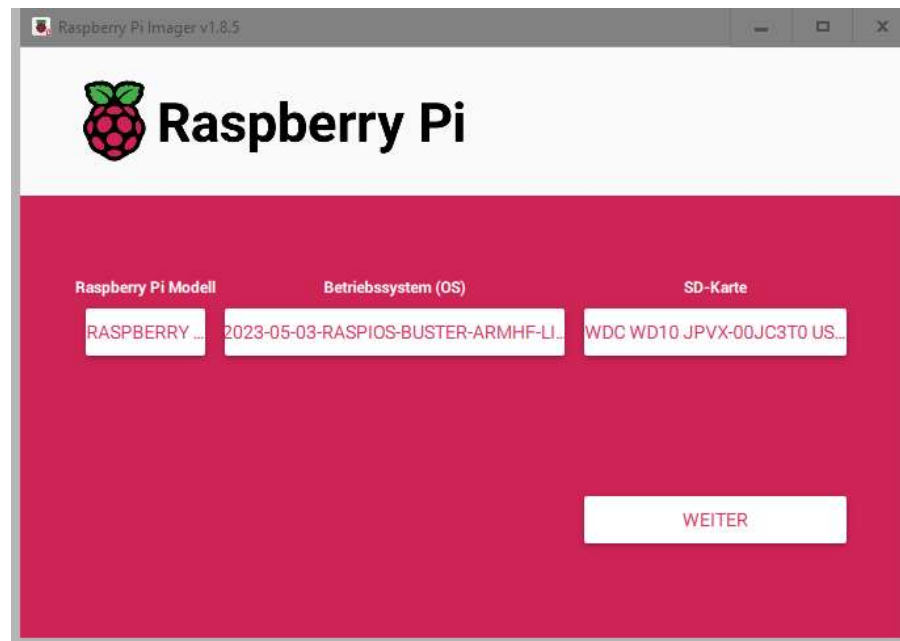 Raspberry Pi Imager v1.8.5
Raspberry Pi
Raspberry Pi Modell
Betriebssystem (OS)
SD-Karte
RASPBERRY ...
2023-05-03-RASPIOS-BUSTER-ARMHF-LI...
WDC WD10 JPVX-00JC3T0 US...
WEITER